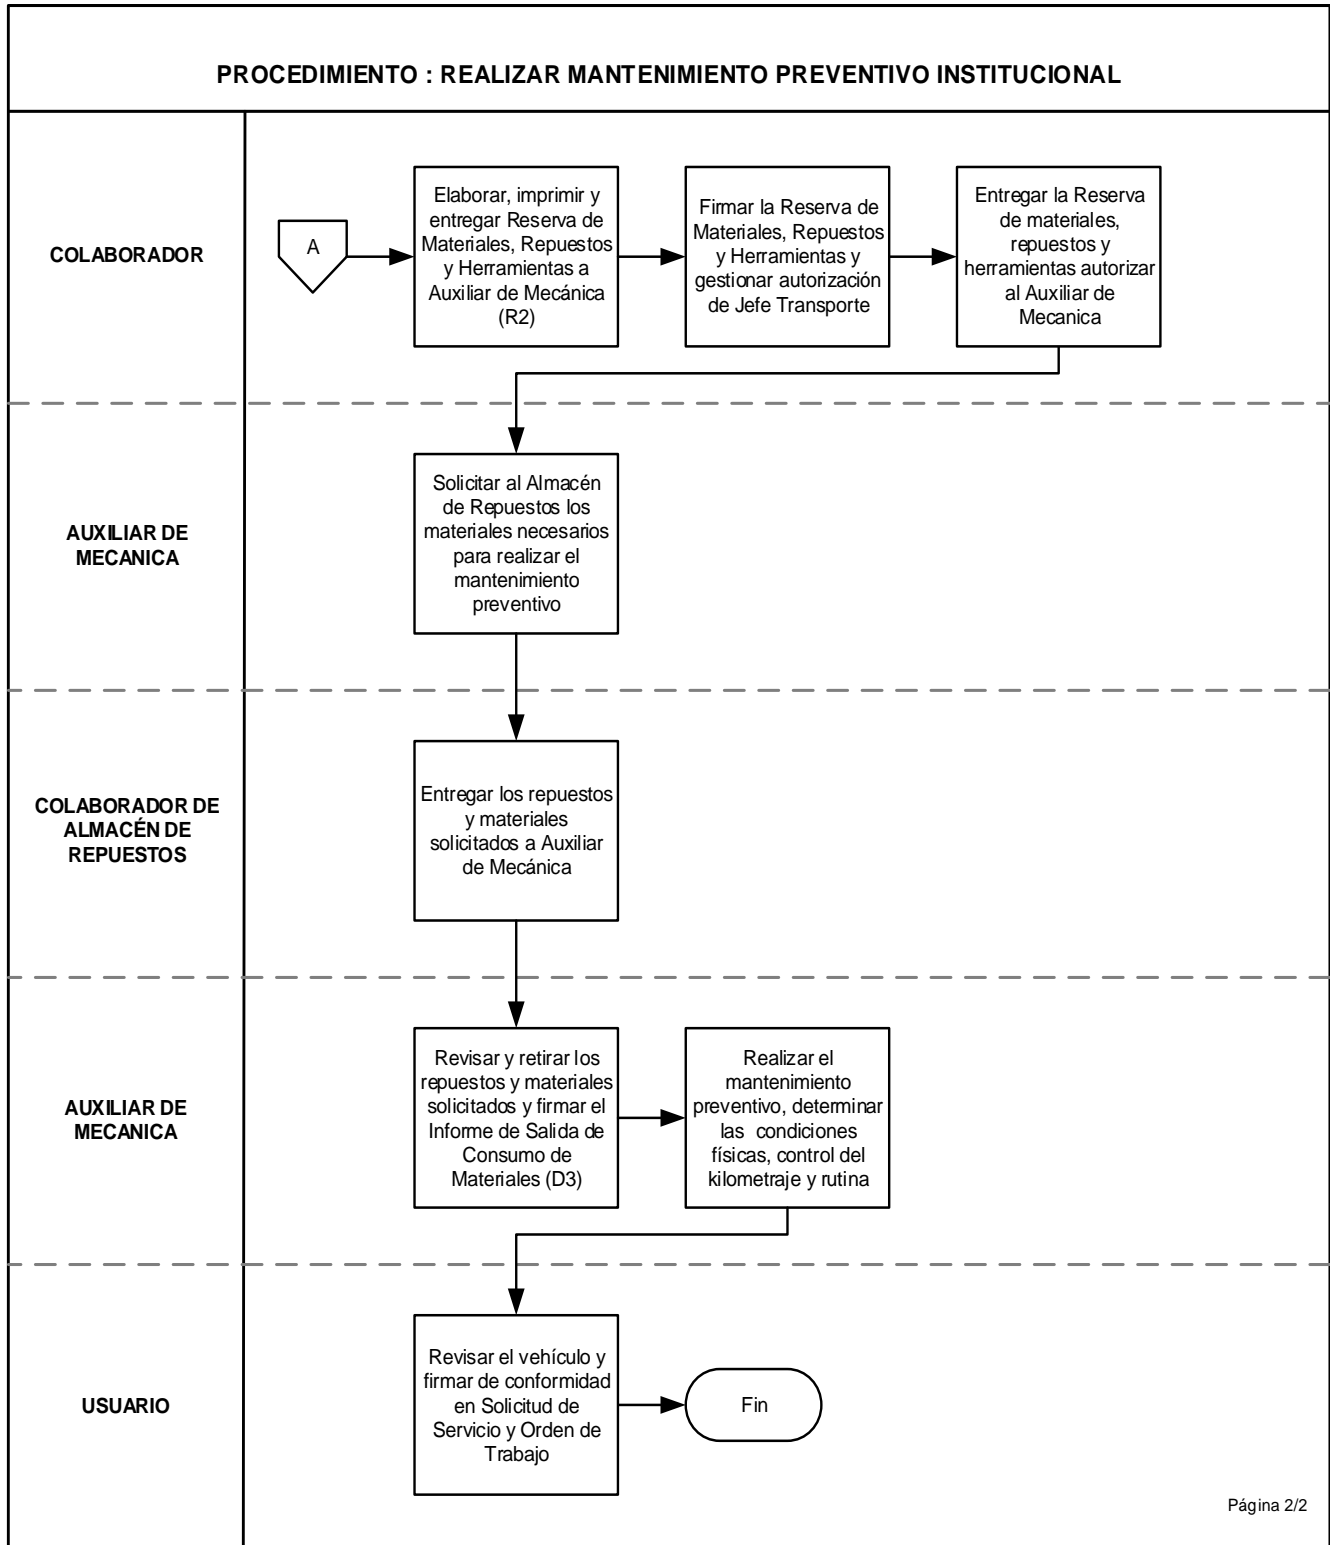 PROCEDIMIENTO : REALIZAR MANTENIMIENTO PREVENTIVO INSTITUCIONAL
COLABORADOR
A
Elaborar, imprimir y
entregar Reserva de
Materiales, Repuestos
y Herramientas a
Auxiliar de Mecánica
(R2)
Firmar la Reserva de
Materiales, Repuestos
y Herramientas y
gestionar autorización
de Jefe Transporte
Entregar la Reserva
de materiales,
repuestos y
herramientas autorizar
al Auxiliar de
Mecanica
AUXILIAR DE
MECANICA
Solicitar al Almacén
de Repuestos los
materiales necesarios
para realizar el
mantenimiento
preventivo
COLABORADOR DE
ALMACÉN DE
REPUESTOS
Entregar los repuestos
y materiales
solicitados a Auxiliar
de Mecánica
AUXILIAR DE
MECANICA
Revisar y retirar los
repuestos y materiales
solicitados y firmar el
Informe de Salida de
Consumo de
Materiales (D3)
Realizar el
mantenimiento
preventivo, determinar
las condiciones
físicas, control del
kilometraje y rutina
USUARIO
Revisar el vehículo y
firmar de conformidad
en Solicitud de
Servicio y Orden de
Trabajo
Fin
Página 2/2